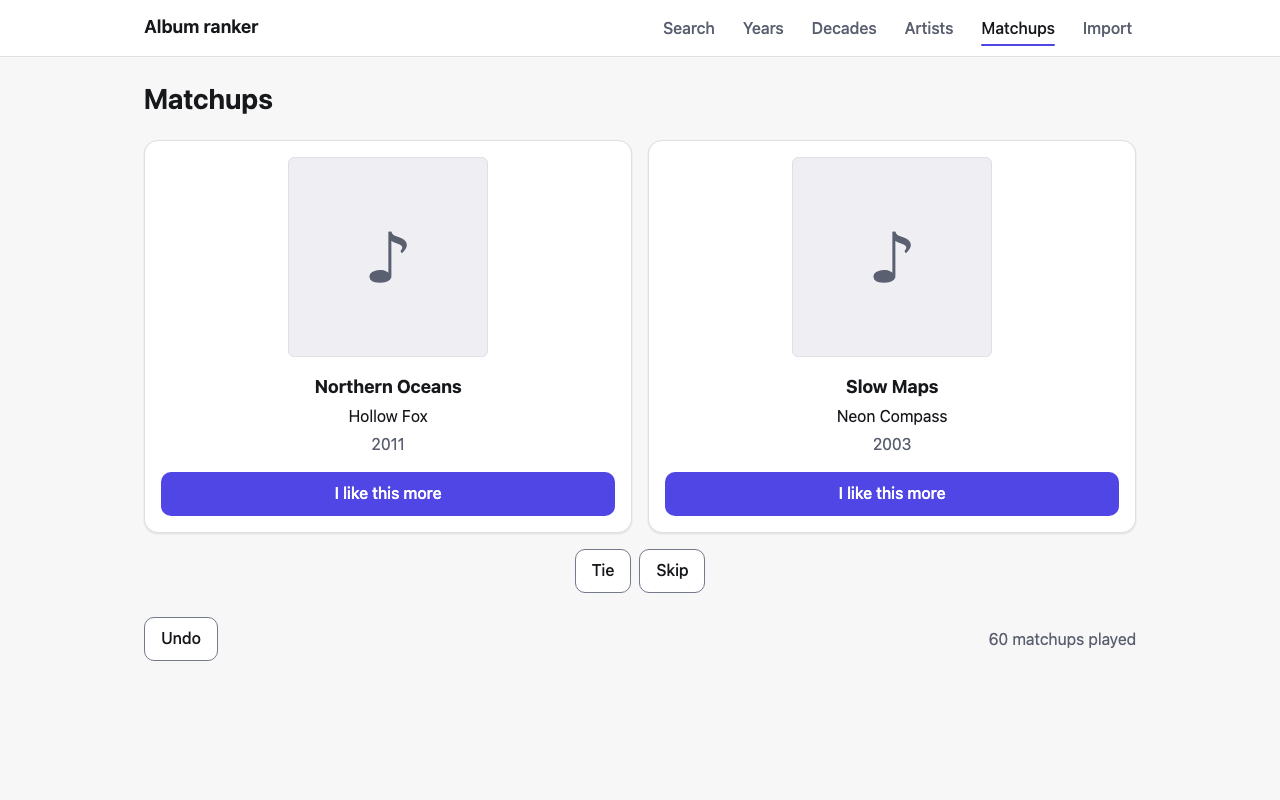 Album ranker
Search Years Decades Artists Matchups Import
Matchups
Northern Oceans
Hollow Fox
2011
I like this more
Slow Maps
Neon Compass
2003
I like this more
Tie
Skip
Undo
60 matchups played